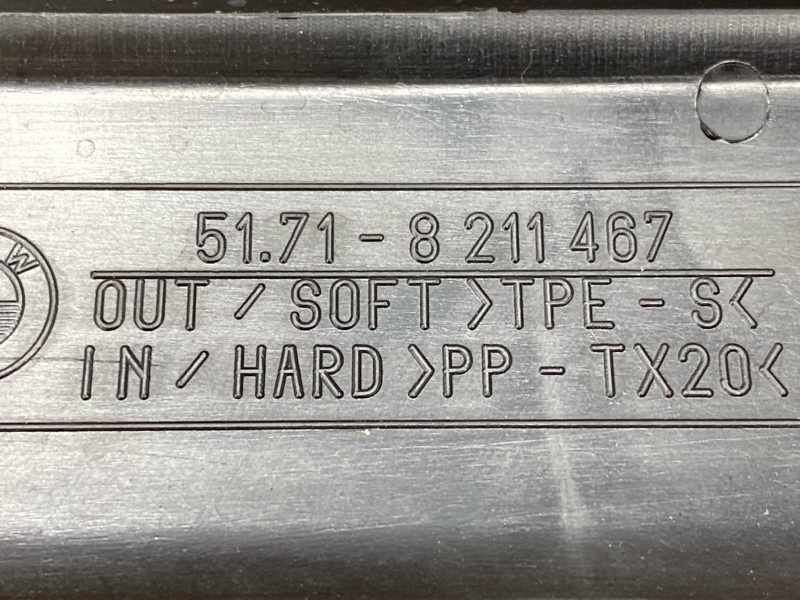 W
51.71 - 8 211 467
OUT / SOFT >TPE - S<
IN / HARD >PP - TX20<